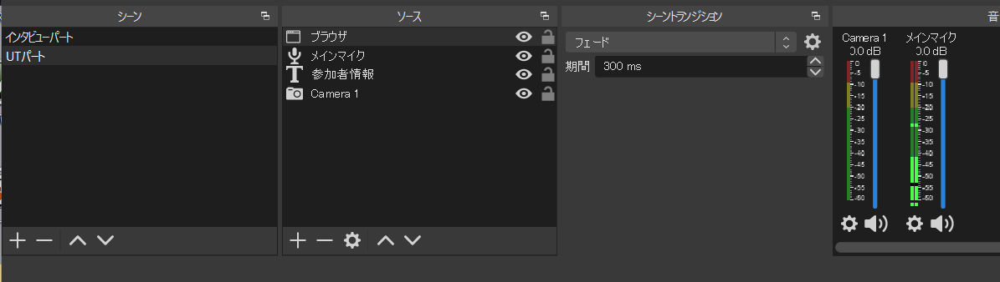 シーン
インタビューパート
UTパート
ソース
ブラウザ
メインマイク
参加者情報
Camera 1
シーントランジション
フェード
期間 300 ms
音
Camera 1
0.0 dB
0
-5
-10
-15
-20
-25
-30
-35
-40
-45
-50
-55
-60
メインマイク
0.0 dB
0
-5
-10
-15
-20
-25
-30
-35
-40
-45
-50
-55
-60